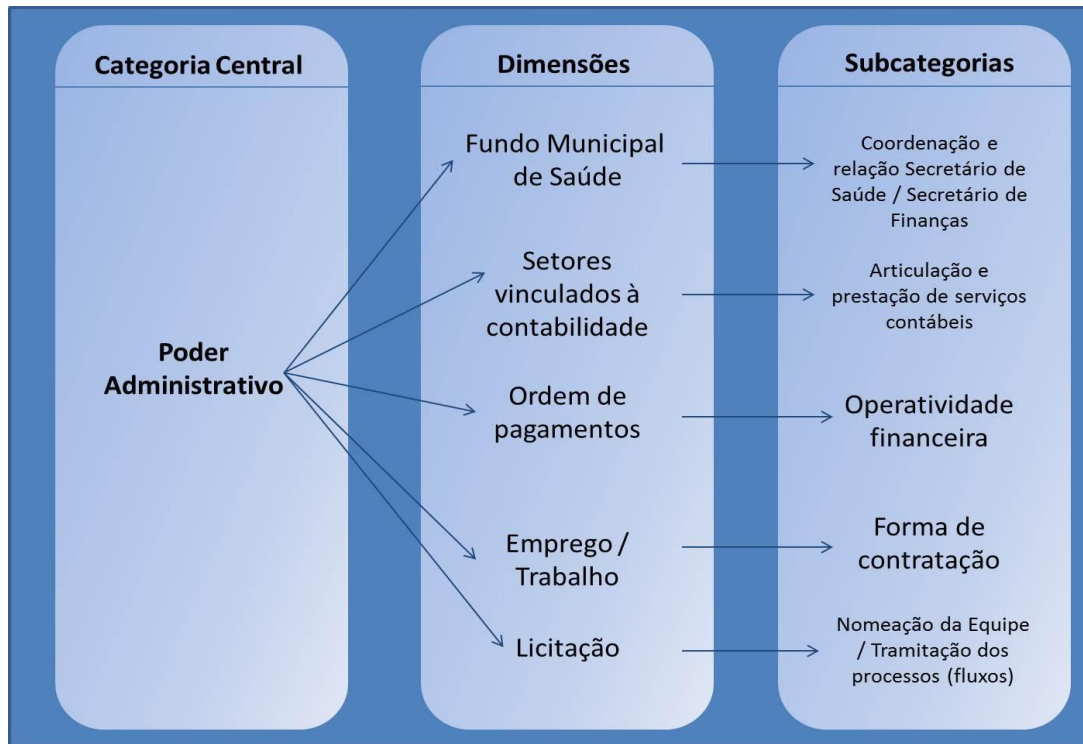 Categoria Central
Poder
Administrativo
Dimensões
Fundo Municipal
de Saúde
Setores
vinculados à
contabilidade
Ordem de
pagamentos
Emprego /
Trabalho
Licitação
Subcategorias
Coordenação e
relação Secretário de
Saúde / Secretário de
Finanças
Articulação e
prestação de serviços
contábeis
Operatividade
financeira
Forma de
contratação
Nomeação da Equipe
/ Tramitação dos
processos (fluxos)